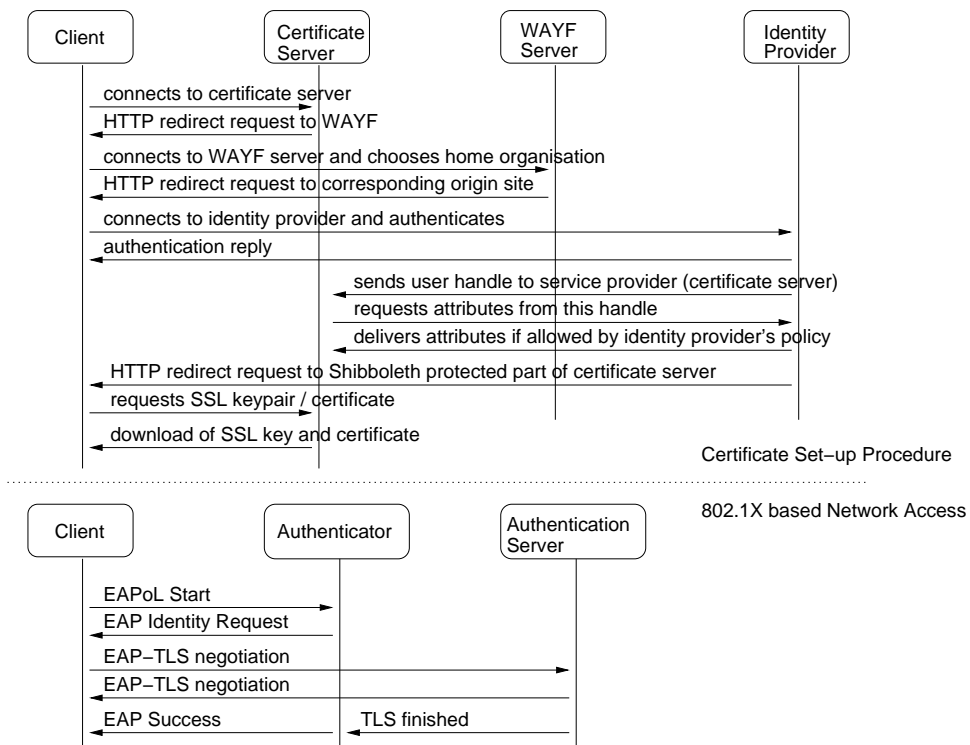 Client
Certificate
Server
WAYF
Server
Identity
Provider
connects to certificate server
HTTP redirect request to WAYF
connects to WAYF server and chooses home organisation
HTTP redirect request to corresponding origin site
connects to identity provider and authenticates
authentication reply
sends user handle to service provider (certificate server)
requests attributes from this handle
delivers attributes if allowed by identity provider's policy
HTTP redirect request to Shibboleth protected part of certificate server
requests SSL keypair / certificate
download of SSL key and certificate
Certificate Set−up Procedure
802.1X based Network Access
Client
Authenticator
Authentication
Server
EAPoL Start
EAP Identity Request
EAP−TLS negotiation
EAP−TLS negotiation
EAP Success
TLS finished